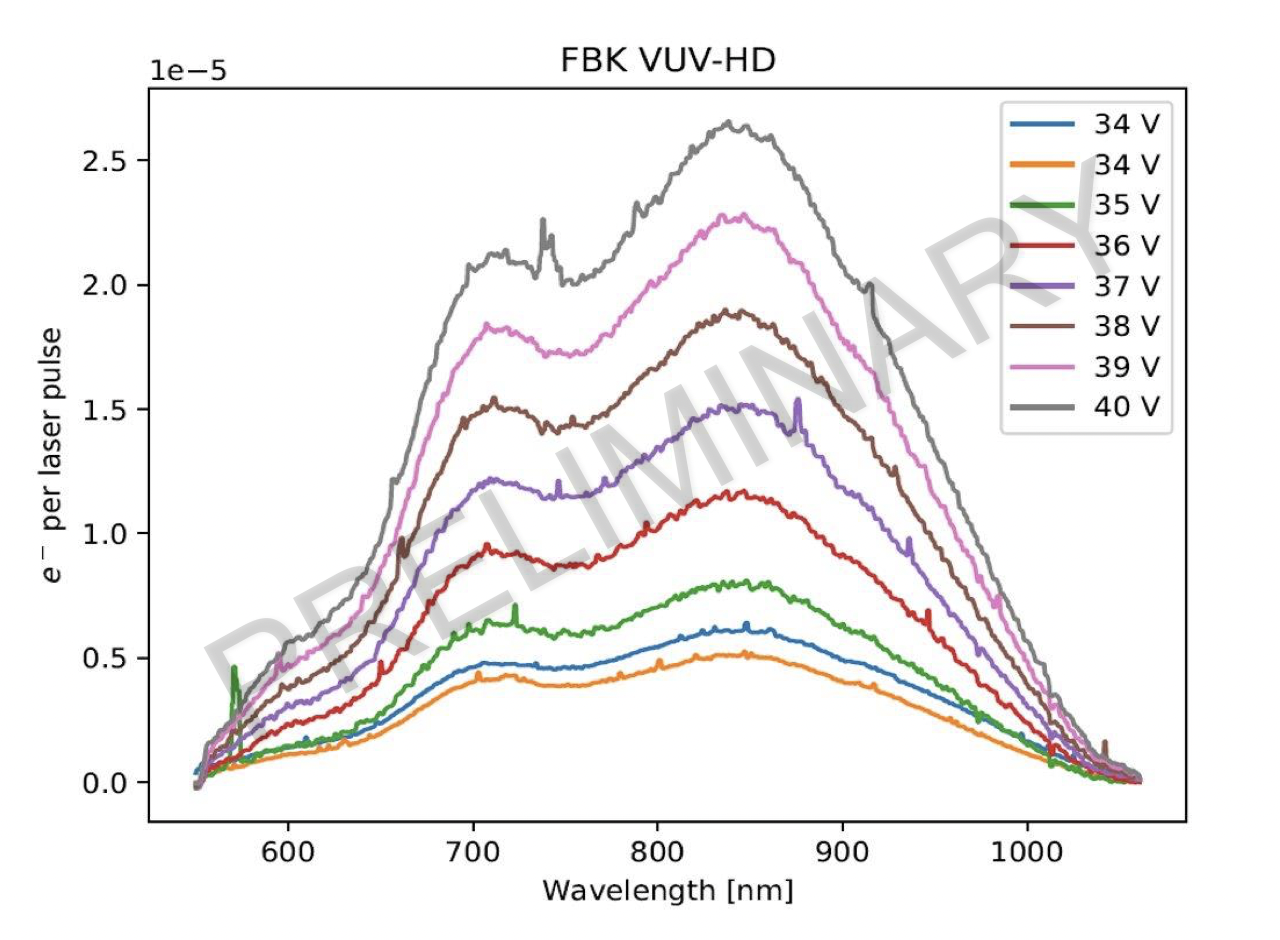 FBK VUV-HD
1e−5
2.5
2.0
1.5
1.0
0.5
0.0
e⁻ per laser pulse
600 700 800 900 1000
Wavelength [nm]
34 V
34 V
35 V
36 V
37 V
38 V
39 V
40 V
PRELIMINARY